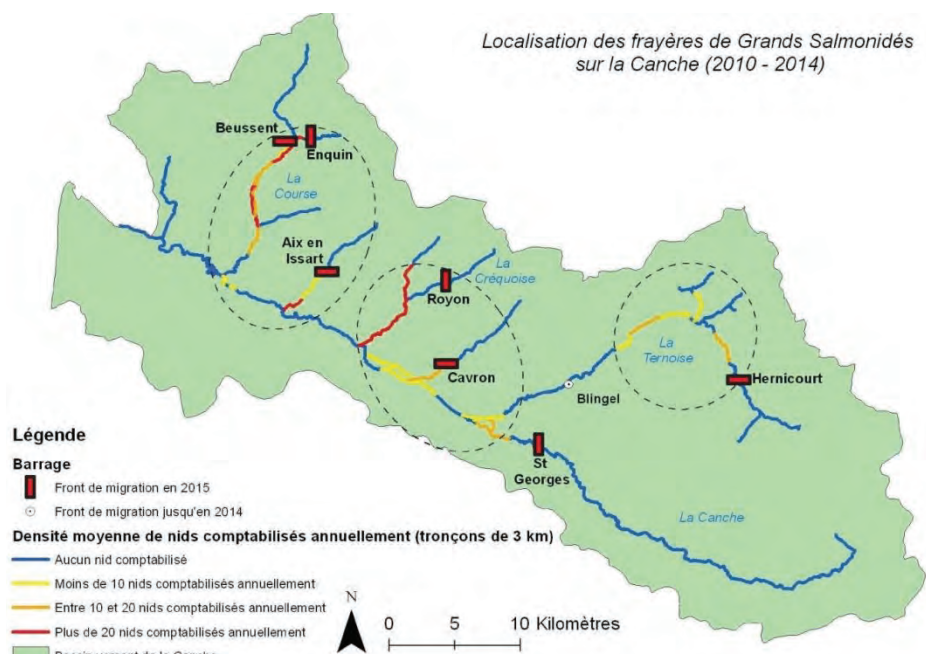 Localisation des frayères de Grands Salmonidés
sur la Canche (2010 - 2014)
Beussent
Enquin
La
Course
Aix en
Issart
La
Créquoise
Royon
Cavron
La
Ternoise
Blingel
Hernicourt
St
Georges
La Canche
Légende
Barrage
Front de migration en 2015
Front de migration jusqu'en 2014
Densité moyenne de nids comptabilisés annuellement (tronçons de 3 km)
Aucun nid comptabilisé
Moins de 10 nids comptabilisés annuellement
Entre 10 et 20 nids comptabilisés annuellement
Plus de 20 nids comptabilisés annuellement
N
0 5 10 Kilomètres